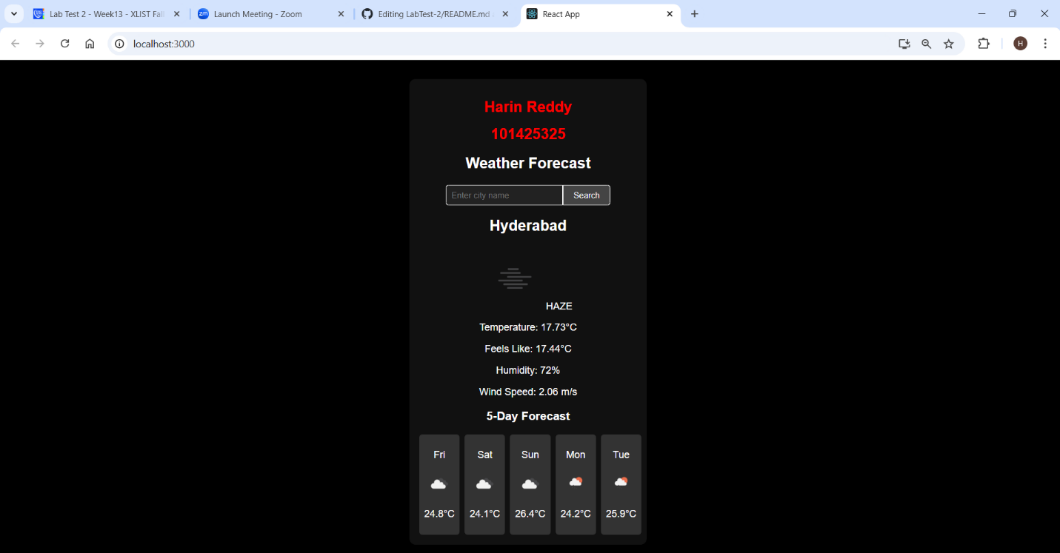 Lab Test 2 - Week13 - XLIST Fall
Launch Meeting - Zoom
Editing LabTest-2/README.md
React App
localhost:3000
H
Harin Reddy
101425325
Weather Forecast
Enter city name
Search
Hyderabad
HAZE
Temperature: 17.73°C
Feels Like: 17.44°C
Humidity: 72%
Wind Speed: 2.06 m/s
5-Day Forecast
Fri Sat Sun Mon Tue
24.8°C 24.1°C 26.4°C 24.2°C 25.9°C